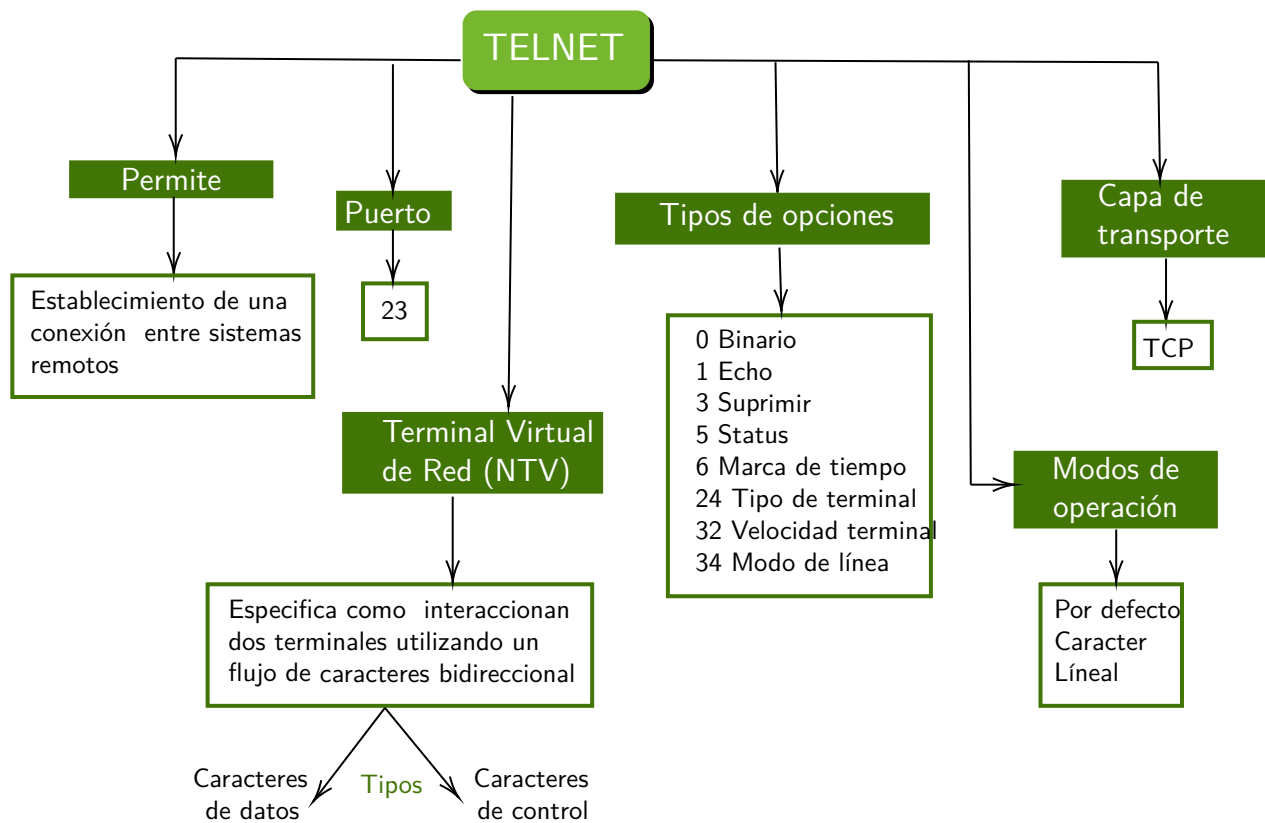 TELNET
Permite
Establecimiento de una
conexión entre sistemas
remotos
Puerto
23
Terminal Virtual
de Red (NTV)
Especifica como interaccionan
dos terminales utilizando un
flujo de caracteres bidireccional
Tipos
Caracteres
de datos
Caracteres
de control
Tipos de opciones
0 Binario
1 Echo
3 Suprimir
5 Status
6 Marca de tiempo
24 Tipo de terminal
32 Velocidad terminal
34 Modo de línea
Modos de
operación
Por defecto
Caracter
Líneal
Capa de
transporte
TCP